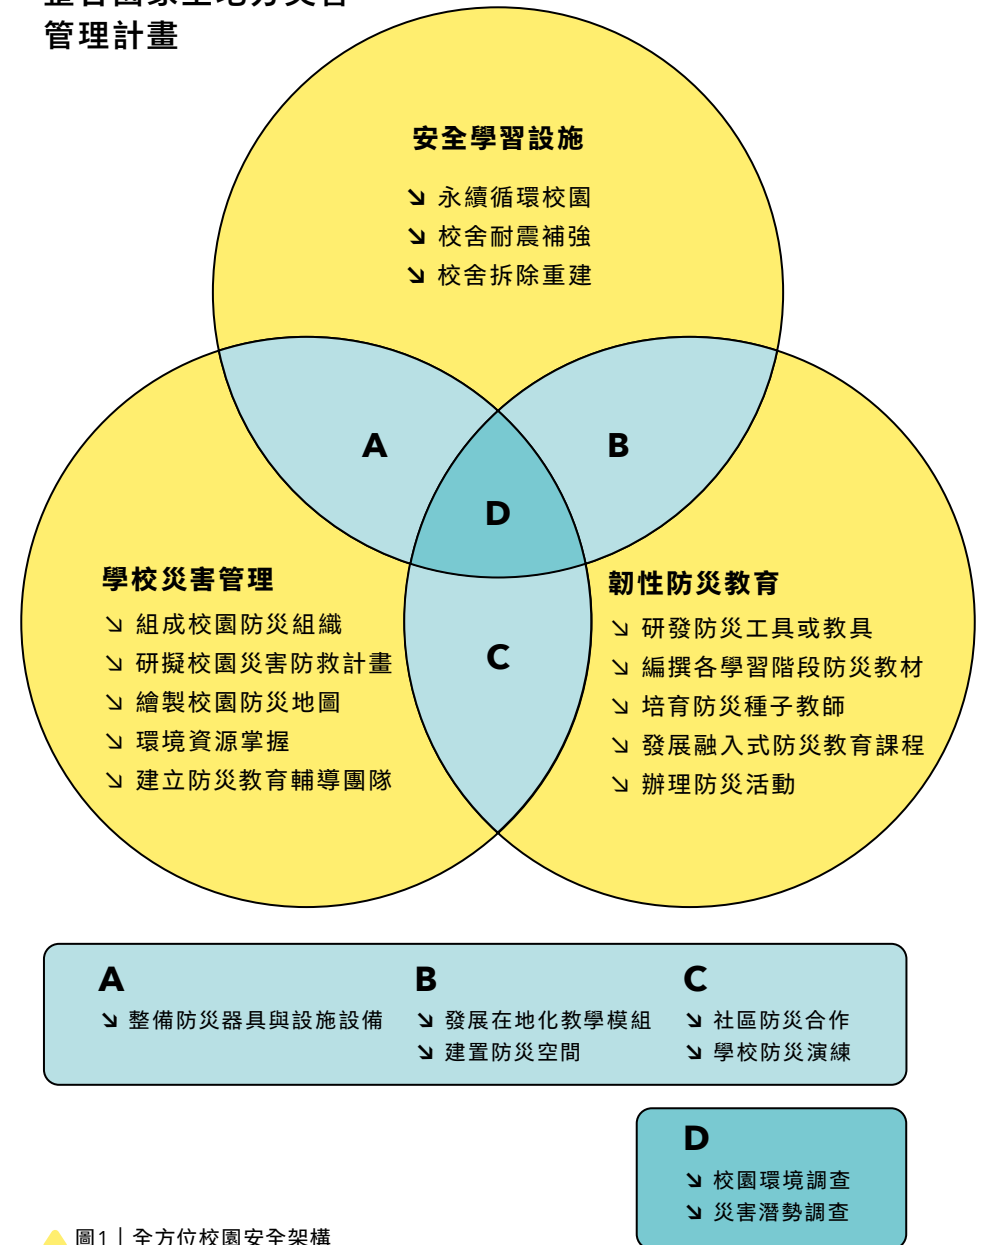 整合國家至地方災害
管理計畫
安全學習設施
↘ 永續循環校園
↘ 校舍耐震補強
↘ 校舍拆除重建
A
B
D
C
學校災害管理
↘ 組成校園防災組織
↘ 研擬校園災害防救計畫
↘ 繪製校園防災地圖
↘ 環境資源掌握
↘ 建立防災教育輔導團隊
韌性防災教育
↘ 研發防災工具或教具
↘ 編撰各學習階段防災教材
↘ 培育防災種子教師
↘ 發展融入式防災教育課程
↘ 辦理防災活動
A
↘ 整備防災器具與設施設備
B
↘ 發展在地化教學模組
↘ 建置防災空間
C
↘ 社區防災合作
↘ 學校防災演練
D
↘ 校園環境調查
↘ 災害潛勢調查
圖1｜全方位校園安全架構